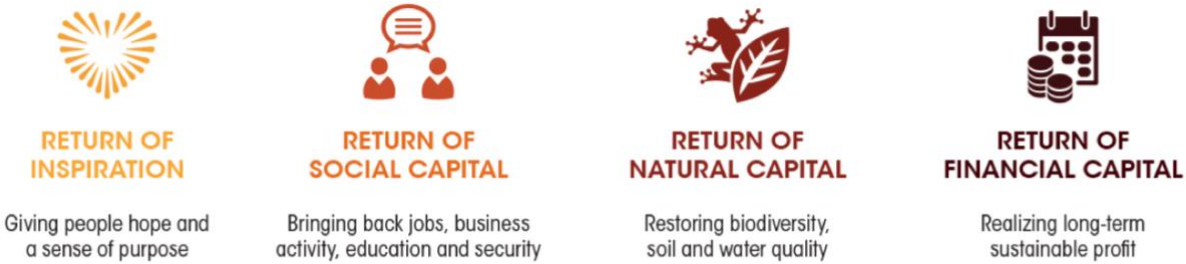 RETURN OF
INSPIRATION
Giving people hope and
a sense of purpose
RETURN OF
SOCIAL CAPITAL
Bringing back jobs, business
activity, education and security
RETURN OF
NATURAL CAPITAL
Restoring biodiversity,
soil and water quality
RETURN OF
FINANCIAL CAPITAL
Realizing long-term
sustainable profit